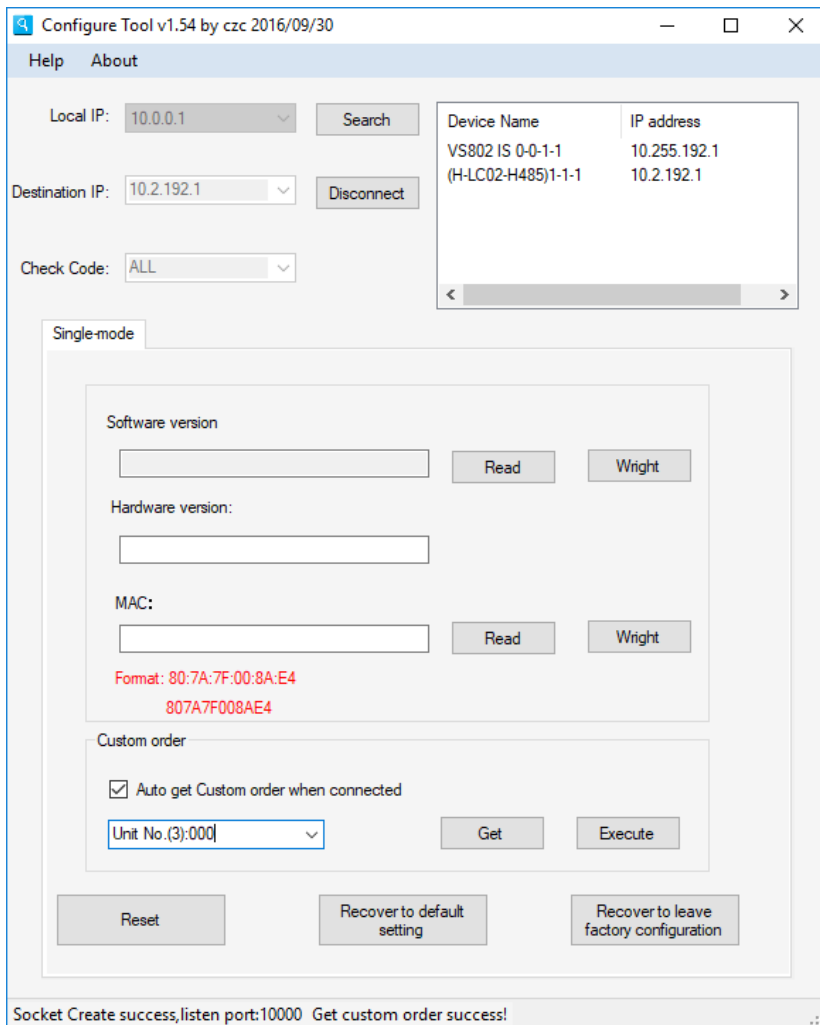 Configure Tool v1.54 by czc 2016/09/30
Help About
Local IP: 10.0.0.1 Search
Destination IP: 10.2.192.1 Disconnect
Check Code: ALL
Device Name IP address
VS802 IS 0-0-1-1 10.255.192.1
(H-LC02-H485)1-1-1 10.2.192.1
Single-mode
Software version
Read Wright
Hardware version:
MAC:
Read Wright
Format: 80:7A:7F:00:8A:E4
807A7F008AE4
Custom order
Auto get Custom order when connected
Unit No.(3):000 Get Execute
Reset
Recover to default
setting
Recover to leave
factory configuration
Socket Create success,listen port:10000 Get custom order success!